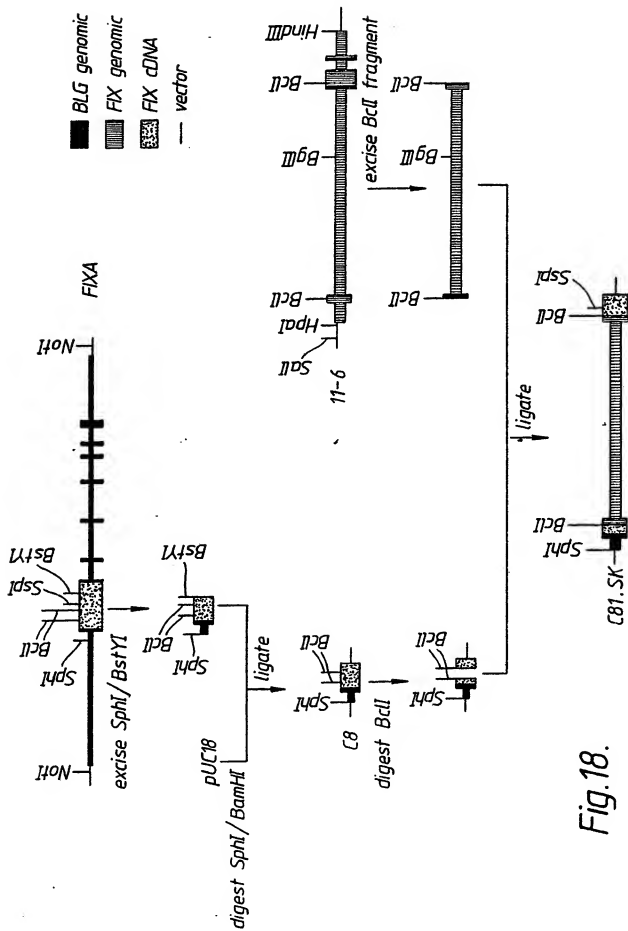 BLG genomic
FIX genomic
FIX cDNA
vector
FIXA
NotI
SphI
BclI
SspI
BstYI
NotI
excise SphI/BstYI
SphI
BclI
BstYI
pUC18
digest SphI/BamHI
ligate
C8
SphI
BclI
digest BclI
SphI
BclI
11-6
SalI
HpaI
BclI
BglII
BclI
HindIII
excise BclI fragment
BclI
BglII
BclI
ligate
C81.SK
SphI
BclI
BclI
SspI
Fig.18.